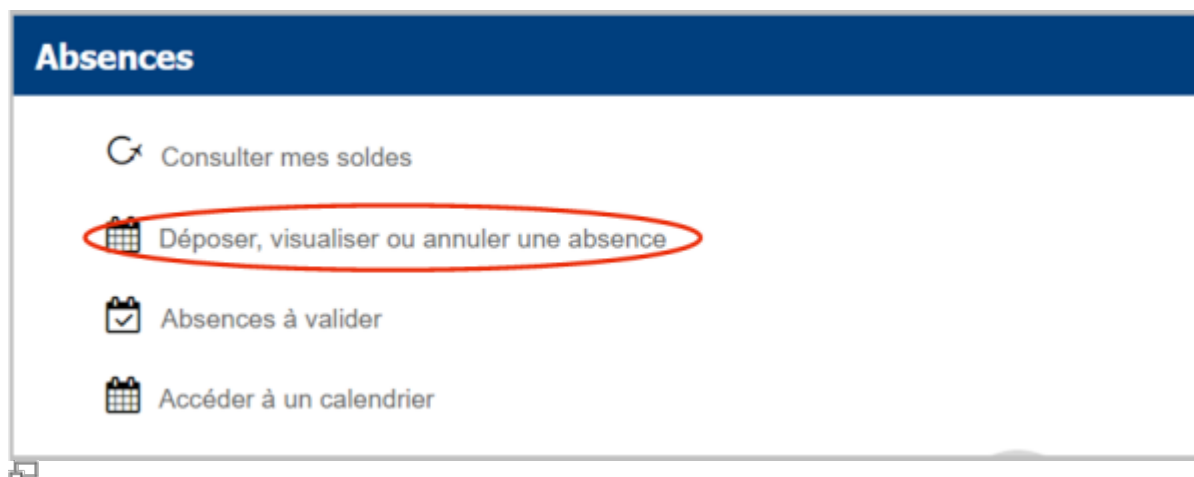 Absences
Consulter mes soldes
Déposer, visualiser ou annuler une absence
Absences à valider
Accéder à un calendrier